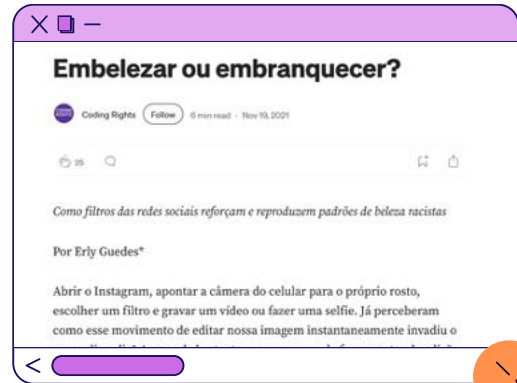 Embelezar ou embranquecer?
Coding Rights Follow 6 min read - Nov 19, 2021
25
Como filtros das redes sociais reforçam e reproduzem padrões de beleza racistas
Por Erly Guedes*
Abrir o Instagram, apontar a câmera do celular para o próprio rosto,
escolher um filtro e gravar um vídeo ou fazer uma selfie. Já perceberam
como esse movimento de editar nossa imagem instantaneamente invadiu o